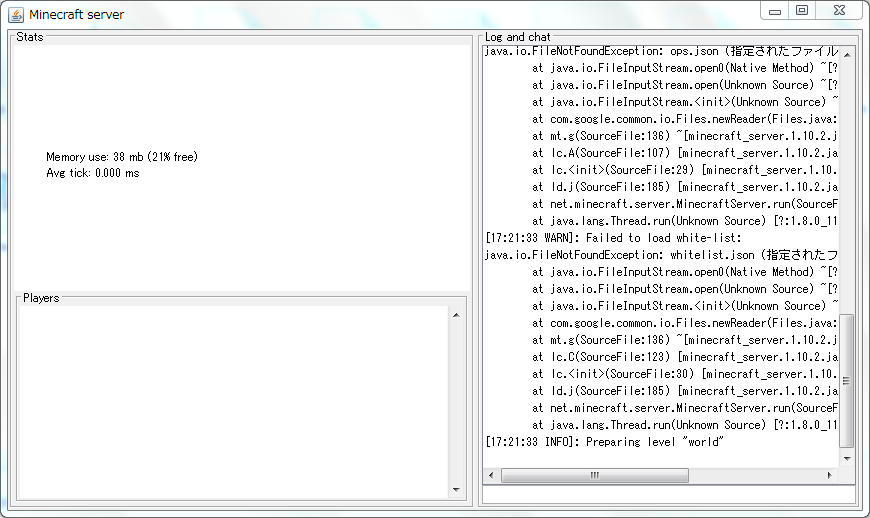 Minecraft server
Stats
Memory use: 38 mb (21% free)
Avg tick: 0.000 ms
Players
Log and chat
java.io.FileNotFoundException: ops.json (指定されたファイル
at java.io.FileInputStream.open0(Native Method) ~[?
at java.io.FileInputStream.open(Unknown Source) ~[?
at java.io.FileInputStream.<init>(Unknown Source) ~
at com.google.common.io.Files.newReader(Files.java:
at mt.g(SourceFile:136) ~[minecraft_server.1.10.2.j
at lc.A(SourceFile:107) [minecraft_server.1.10.2.ja
at lc.<init>(SourceFile:29) [minecraft_server.1.10.
at ld.j(SourceFile:185) [minecraft_server.1.10.2.ja
at net.minecraft.server.MinecraftServer.run(SourceF
at java.lang.Thread.run(Unknown Source) [?:1.8.0_11
[17:21:33 WARN]: Failed to load white-list:
java.io.FileNotFoundException: whitelist.json (指定されたフ
at java.io.FileInputStream.open0(Native Method) ~[?
at java.io.FileInputStream.open(Unknown Source) ~[?
at java.io.FileInputStream.<init>(Unknown Source) ~
at com.google.common.io.Files.newReader(Files.java:
at mt.g(SourceFile:136) ~[minecraft_server.1.10.2.j
at lc.C(SourceFile:123) [minecraft_server.1.10.2.ja
at lc.<init>(SourceFile:30) [minecraft_server.1.10.
at ld.j(SourceFile:185) [minecraft_server.1.10.2.ja
at net.minecraft.server.MinecraftServer.run(SourceF
at java.lang.Thread.run(Unknown Source) [?:1.8.0_11
[17:21:33 INFO]: Preparing level "world"